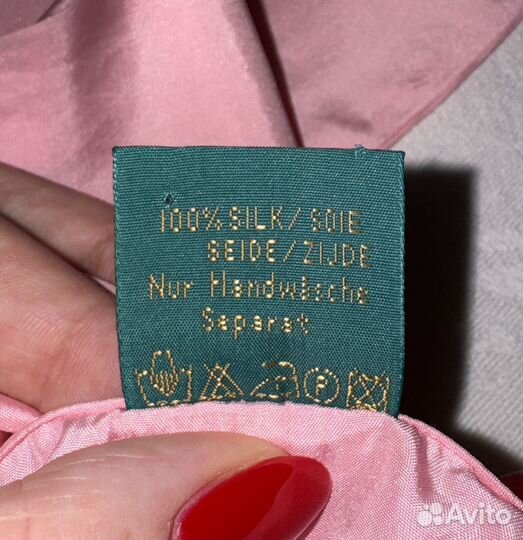 100% SILK / SOIE
SEIDE / ZIJDE
Nur Handwäsche
Separat
P
Avito